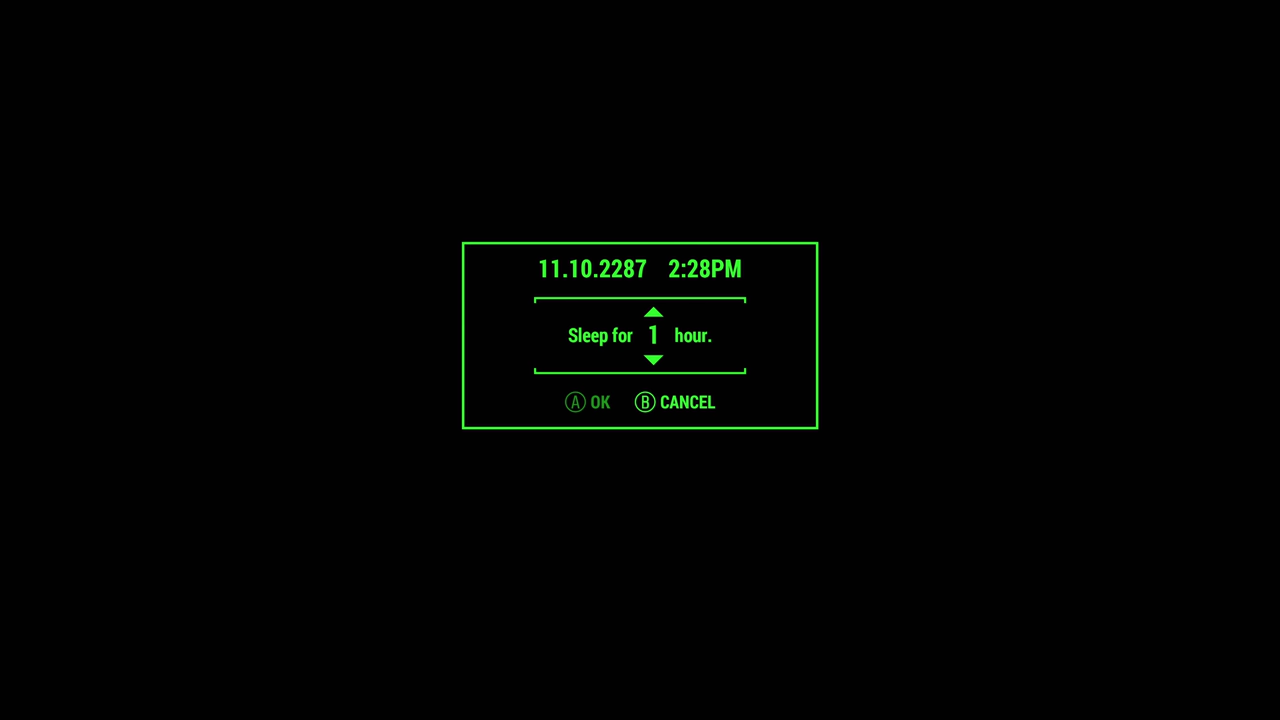 11.10.2287 2:28PM
Sleep for 1 hour.
Ⓐ OK Ⓑ CANCEL